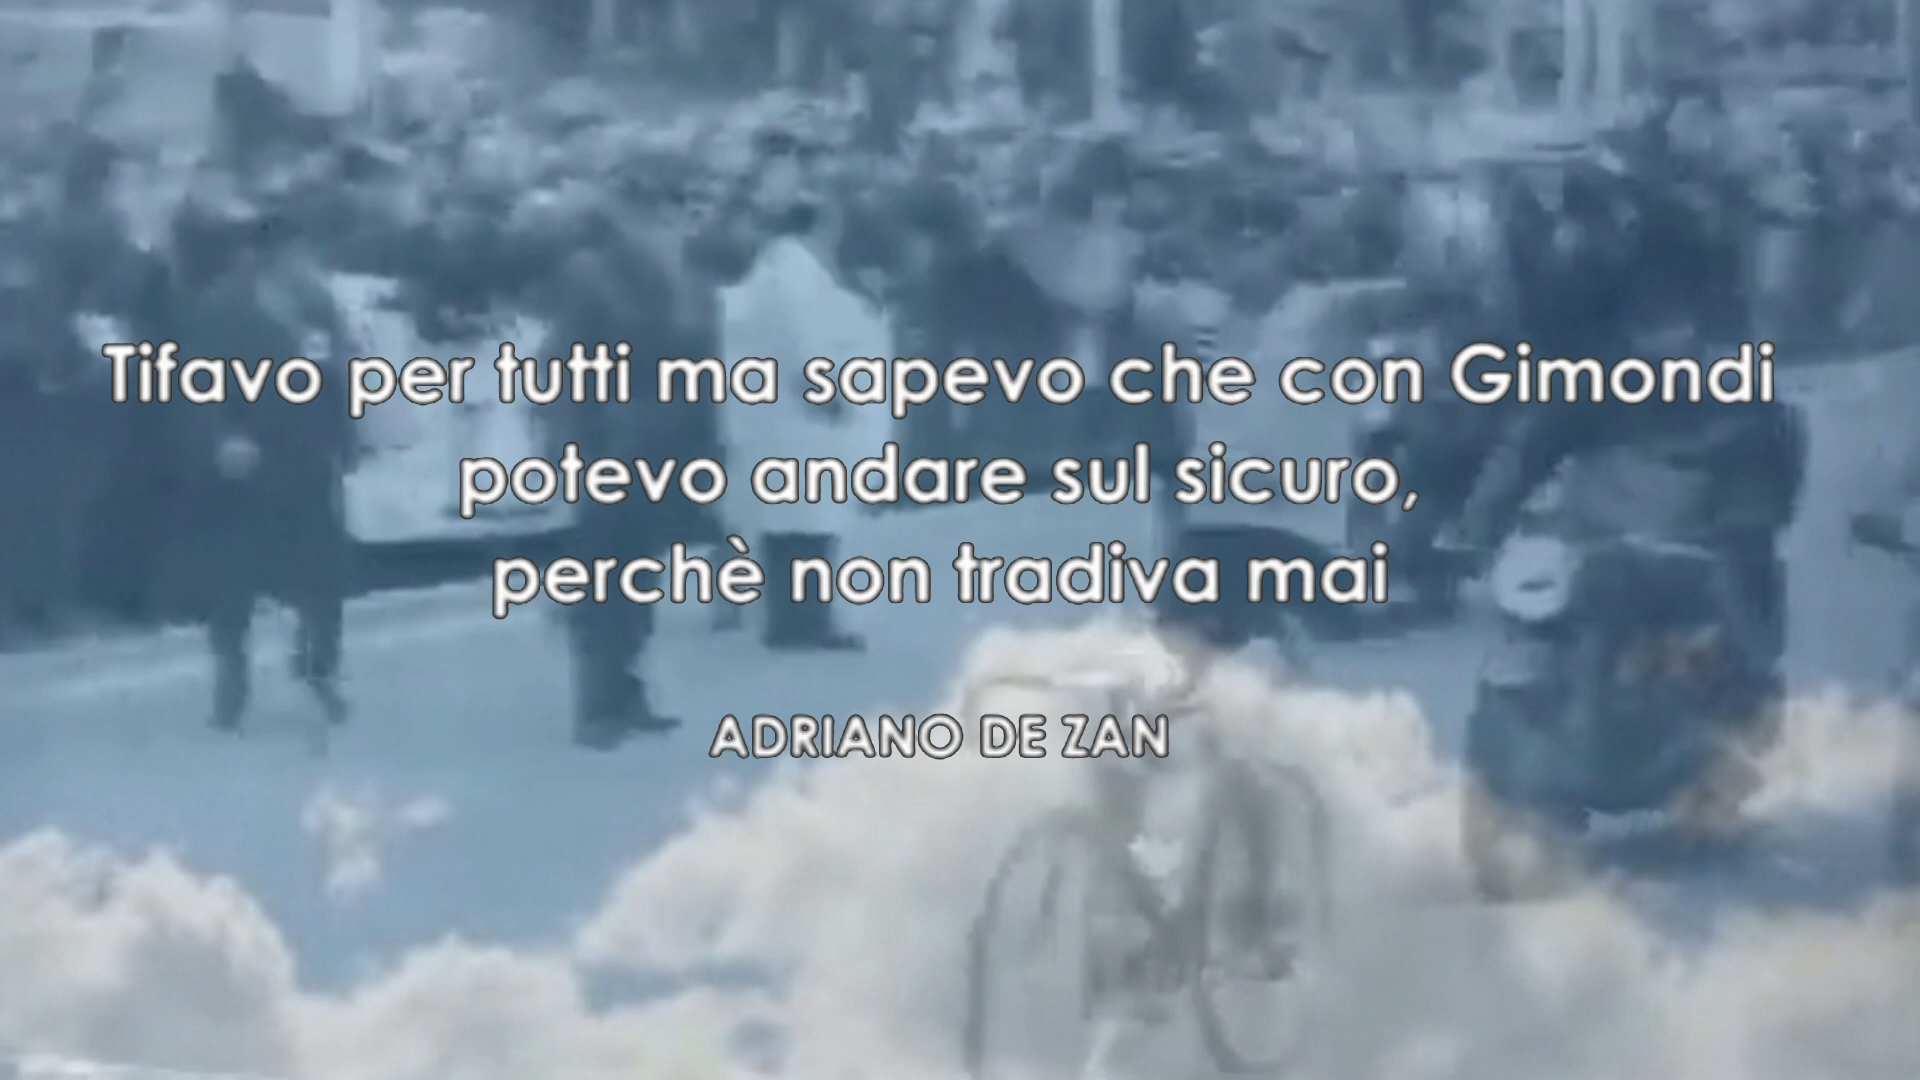 Tifavo per tutti ma sapevo che con Gimondi
potevo andare sul sicuro,
perchè non tradiva mai
ADRIANO DE ZAN